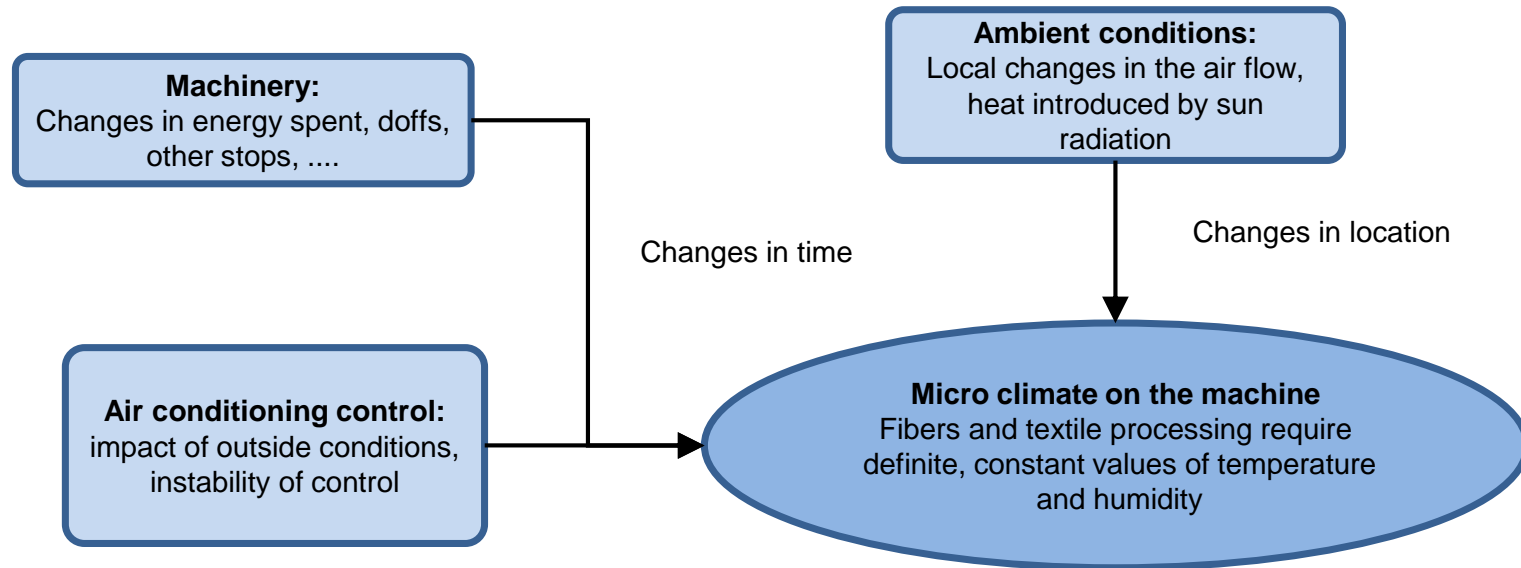 Machinery:
Changes in energy spent, doffs,
other stops, ....
Ambient conditions:
Local changes in the air flow,
heat introduced by sun
radiation
Changes in time
Changes in location
Air conditioning control:
impact of outside conditions,
instability of control
Micro climate on the machine
Fibers and textile processing require
definite, constant values of temperature
and humidity